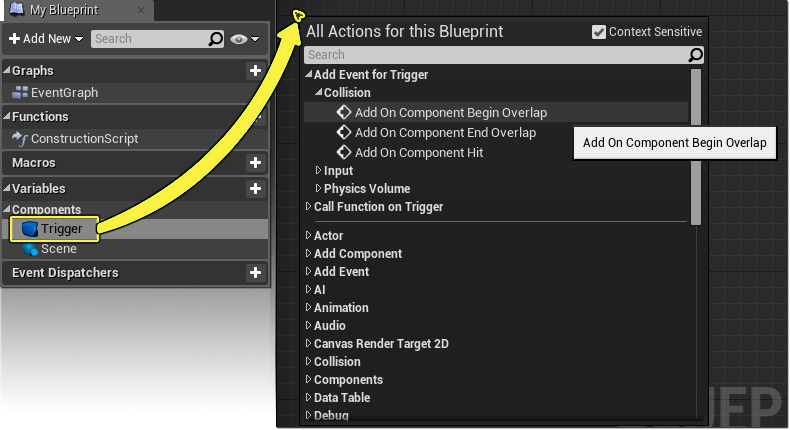 My Blueprint
Add New
Search
Graphs
EventGraph
Functions
ConstructionScript
Macros
Variables
Components
Trigger
Scene
Event Dispatchers
All Actions for this Blueprint
Context Sensitive
Search
Add Event for Trigger
Collision
Add On Component Begin Overlap
Add On Component End Overlap
Add On Component Hit
Add On Component Begin Overlap
Input
Physics Volume
Call Function on Trigger
Actor
Add Component
Add Event
AI
Animation
Audio
Canvas Render Target 2D
Collision
Components
Data Table
Debug